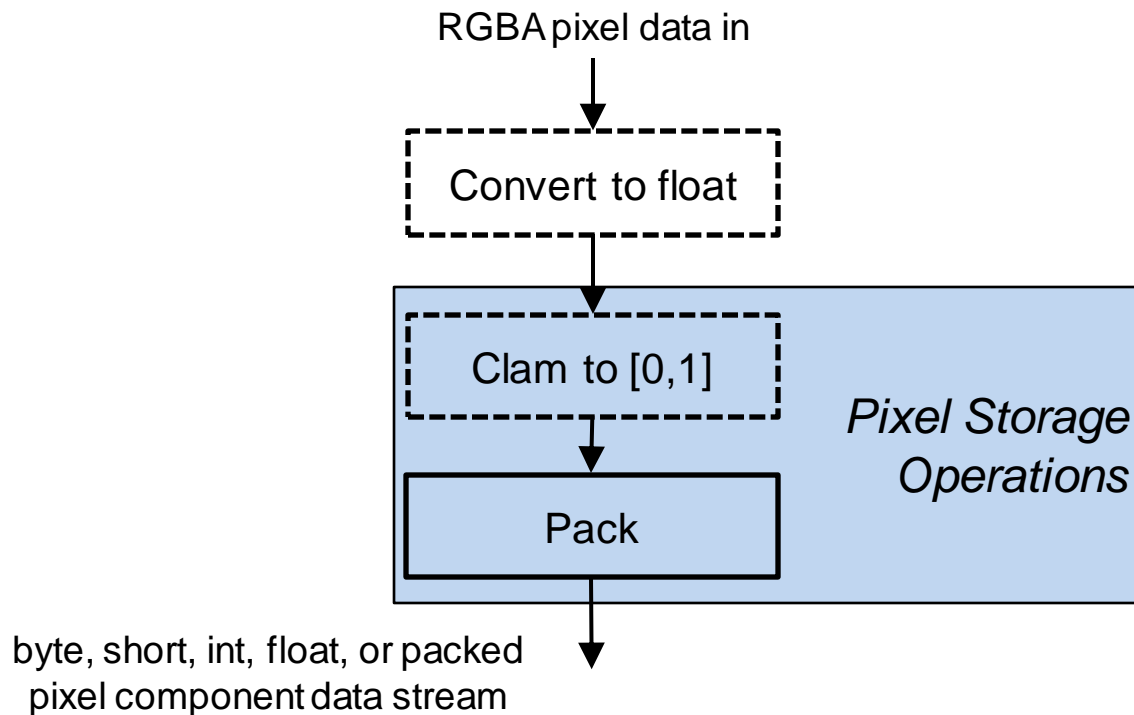 RGBA pixel data in
Convert to float
Clam to [0,1]
Pixel Storage
Operations
Pack
byte, short, int, float, or packed
pixel component data stream